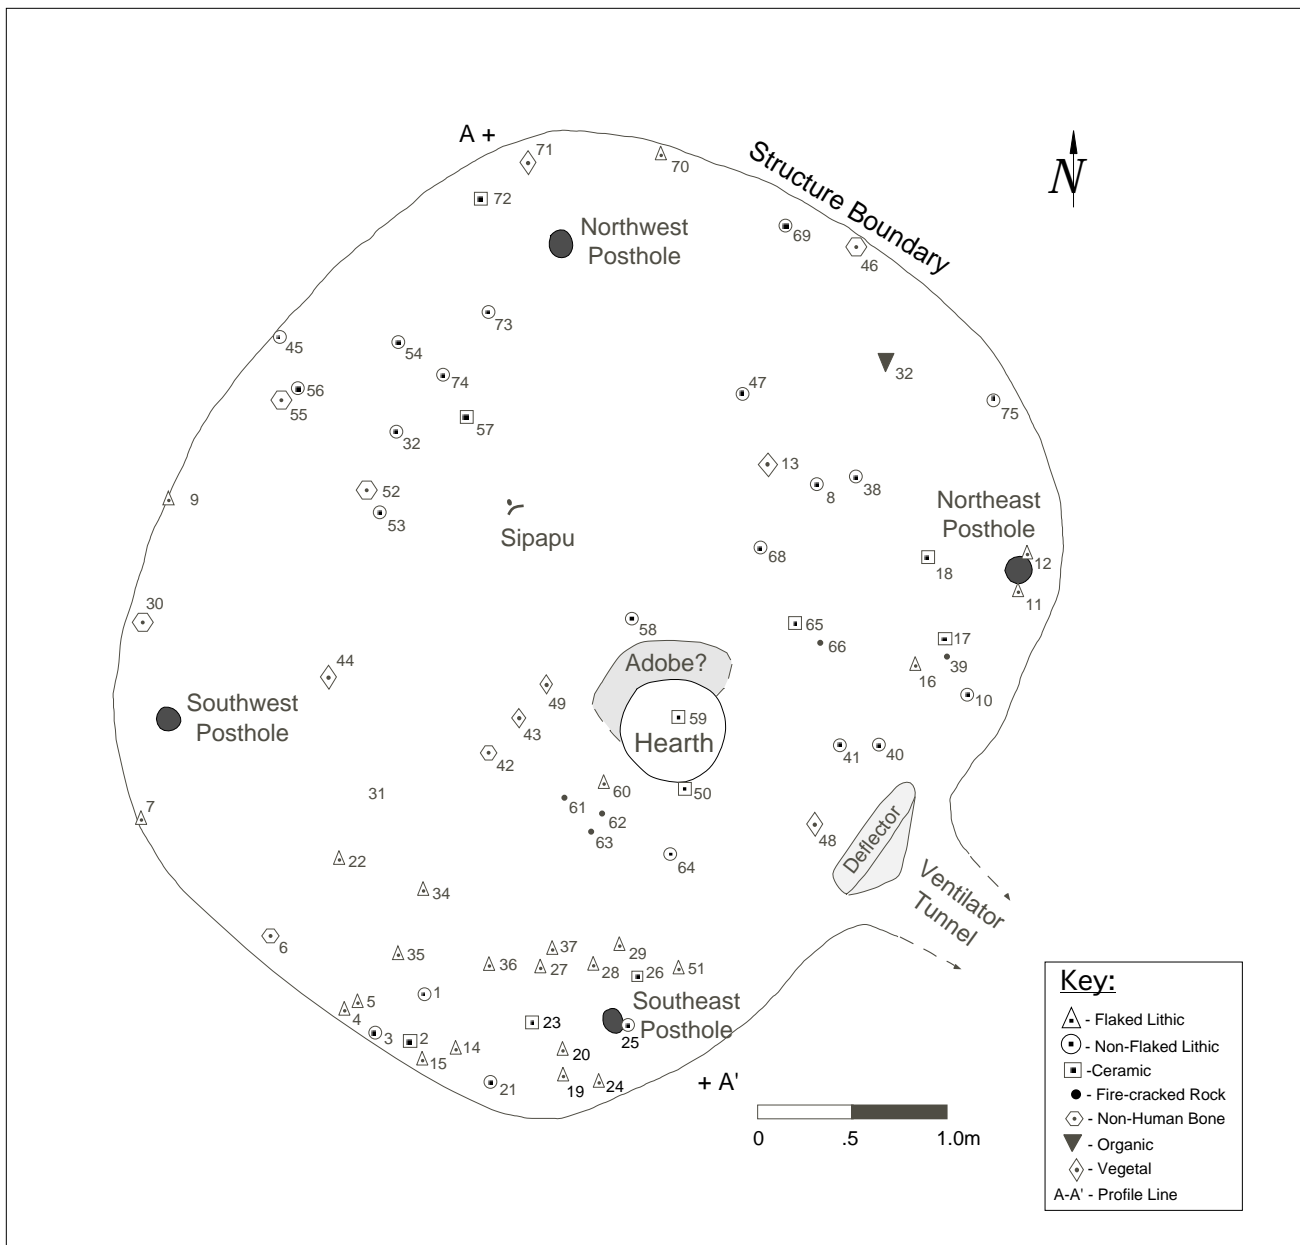 A +
71
70
Structure Boundary
N
72
Northwest
Posthole
69
46
73
45
54
74
47
32
56
55
75
57
32
13
8
38
52
9
53
Northeast
Posthole
Sipapu
68
18
12
11
30
58
65
66
17
39
16
10
44
Adobe?
49
59
Southwest
Posthole
43
Hearth
42
41
40
31
60
50
61
62
63
7
48
Deflector
22
64
34
Ventilator
Tunnel
6
35
36
37
27
28
29
26
51
5
4
1
Southeast
Posthole
3
2
23
25
14
15
20
21
19
24
+ A'
0
.5
1.0m
Key:
- Flaked Lithic
- Non-Flaked Lithic
-Ceramic
- Fire-cracked Rock
- Non-Human Bone
- Organic
- Vegetal
A-A' - Profile Line